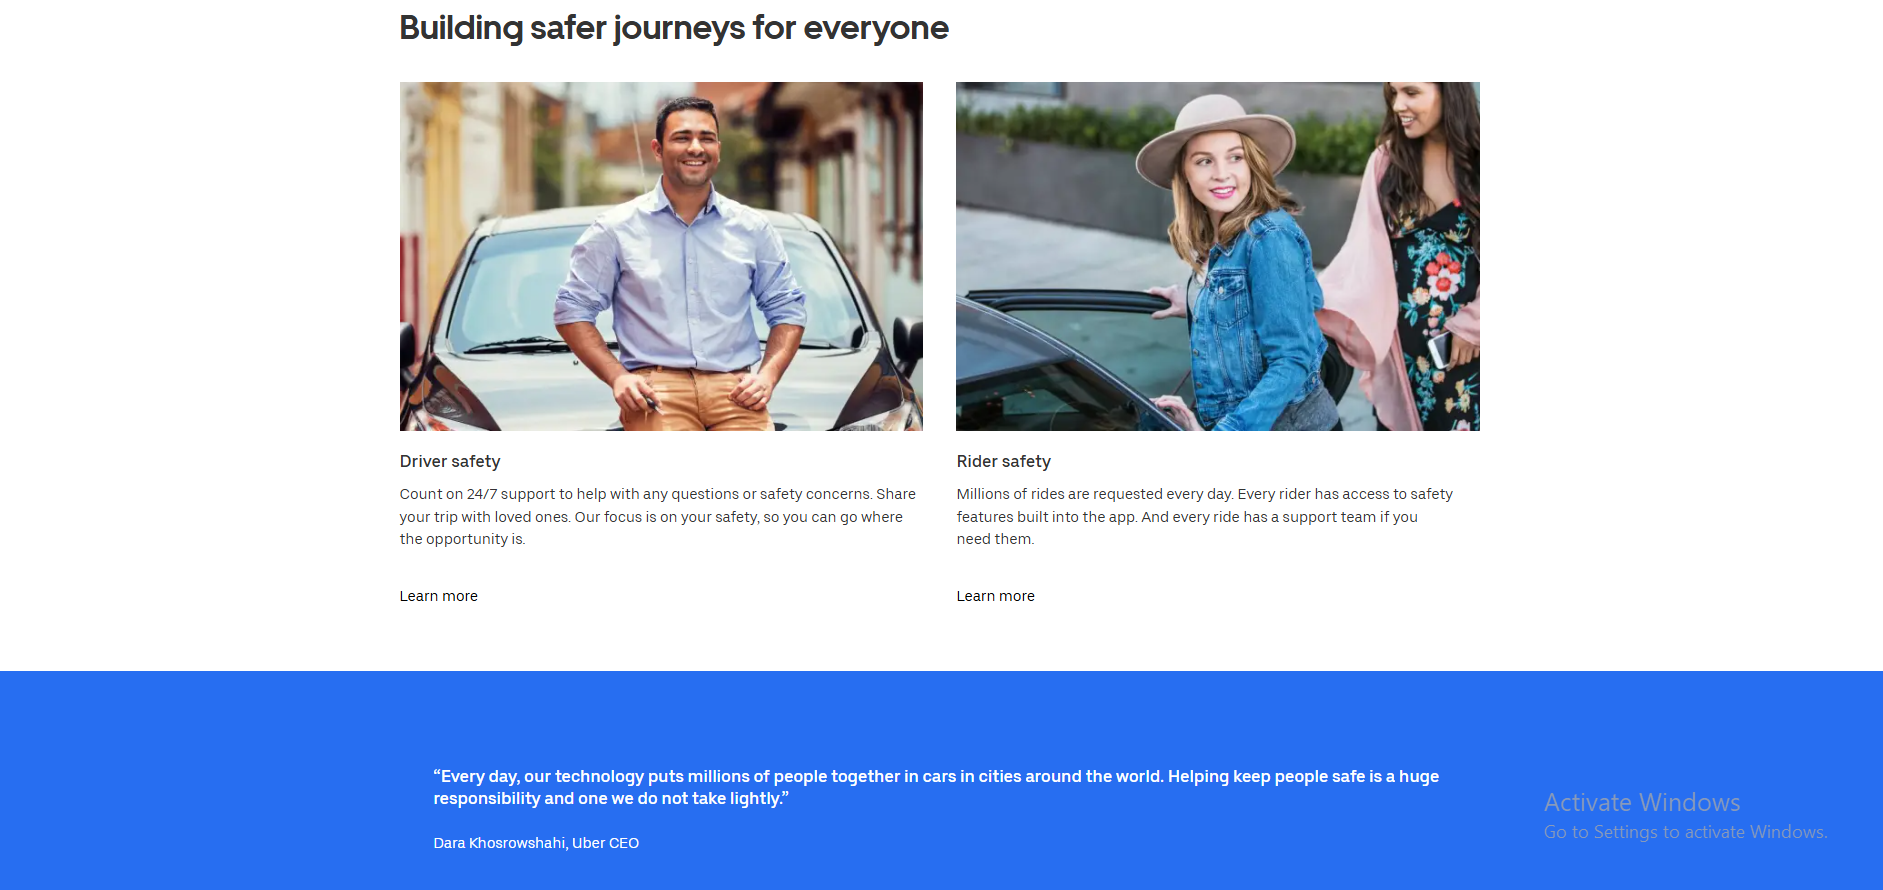 Building safer journeys for everyone
Driver safety
Count on 24/7 support to help with any questions or safety concerns. Share
your trip with loved ones. Our focus is on your safety, so you can go where
the opportunity is.
Learn more
Rider safety
Millions of rides are requested every day. Every rider has access to safety
features built into the app. And every ride has a support team if you
need them.
Learn more
“Every day, our technology puts millions of people together in cars in cities around the world. Helping keep people safe is a huge
responsibility and one we do not take lightly.”
Dara Khosrowshahi, Uber CEO
Activate Windows
Go to Settings to activate Windows.